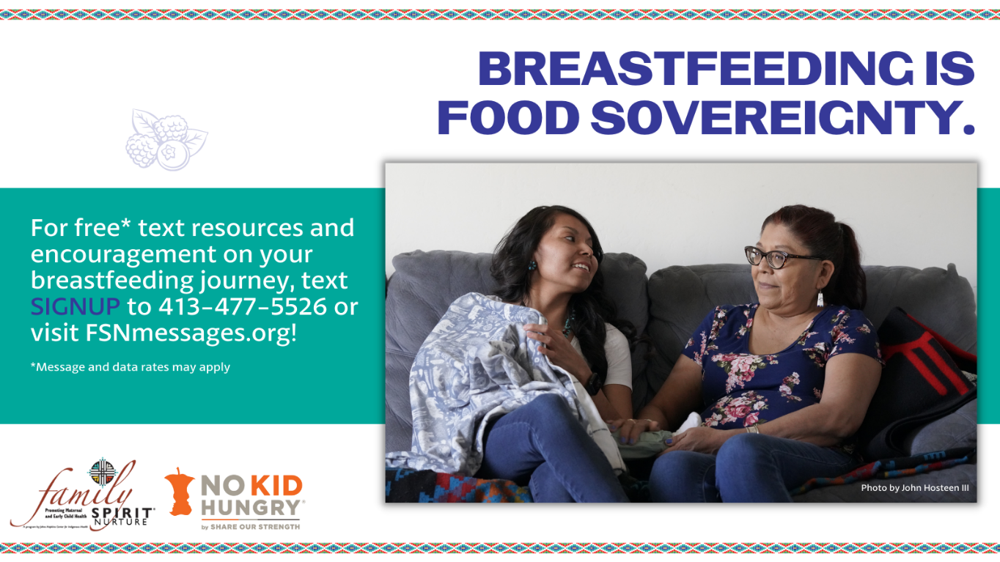 BREASTFEEDING IS
FOOD SOVEREIGNTY.
For free* text resources and
encouragement on your
breastfeeding journey, text
SIGNUP to 413-477-5526 or
visit FSNmessages.org!
*Message and data rates may apply
Photo by John Hosteen III
family
Promoting Maternal
and Early Child Health
SPIRIT®
NURTURE
A program by Johns Hopkins Center for Indigenous Health
NO KID
HUNGRY®
by SHARE OUR STRENGTH